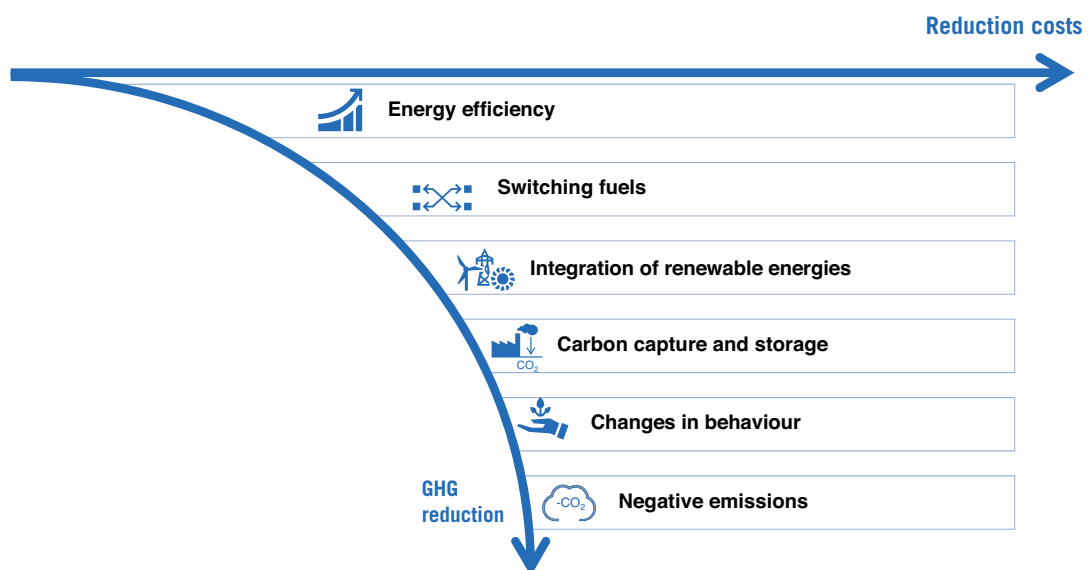 Reduction costs
Energy efficiency
Switching fuels
Integration of renewable energies
Carbon capture and storage
CO₂
Changes in behaviour
GHG
reduction
-CO₂
Negative emissions